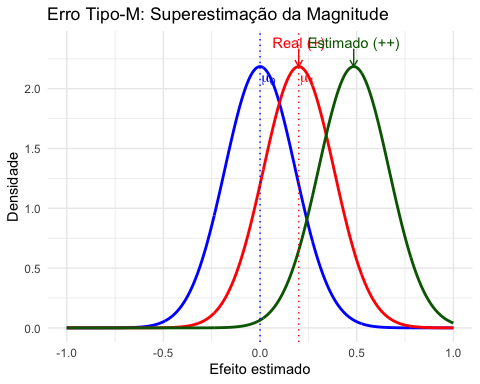 Erro Tipo-M: Superestimação da Magnitude
Real (+)
Estimado (++)
μ₀
μ₁
2.0
1.5
1.0
0.5
0.0
-1.0
-0.5
0.0
0.5
1.0
Densidade
Efeito estimado